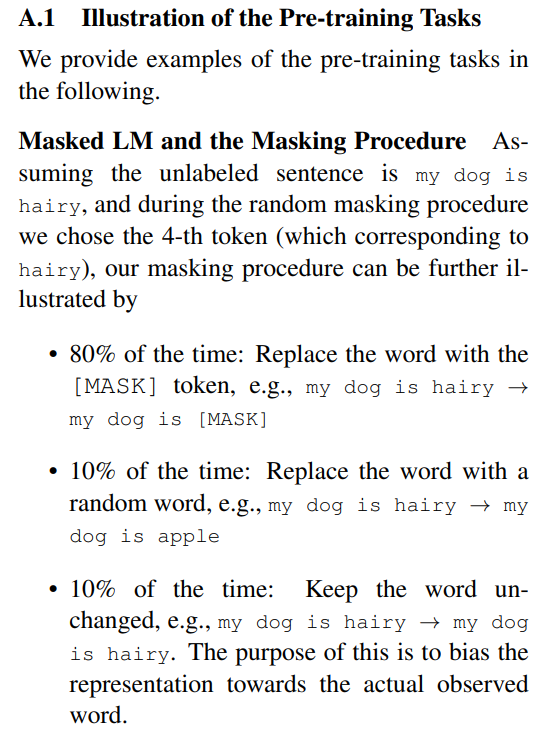 A.1 Illustration of the Pre-training Tasks
We provide examples of the pre-training tasks in
the following.
Masked LM and the Masking Procedure As-
suming the unlabeled sentence is my dog is
hairy, and during the random masking procedure
we chose the 4-th token (which corresponding to
hairy), our masking procedure can be further il-
lustrated by
• 80% of the time: Replace the word with the
[MASK] token, e.g., my dog is hairy →
my dog is [MASK]
• 10% of the time: Replace the word with a
random word, e.g., my dog is hairy → my
dog is apple
• 10% of the time: Keep the word un-
changed, e.g., my dog is hairy → my dog
is hairy. The purpose of this is to bias the
representation towards the actual observed
word.